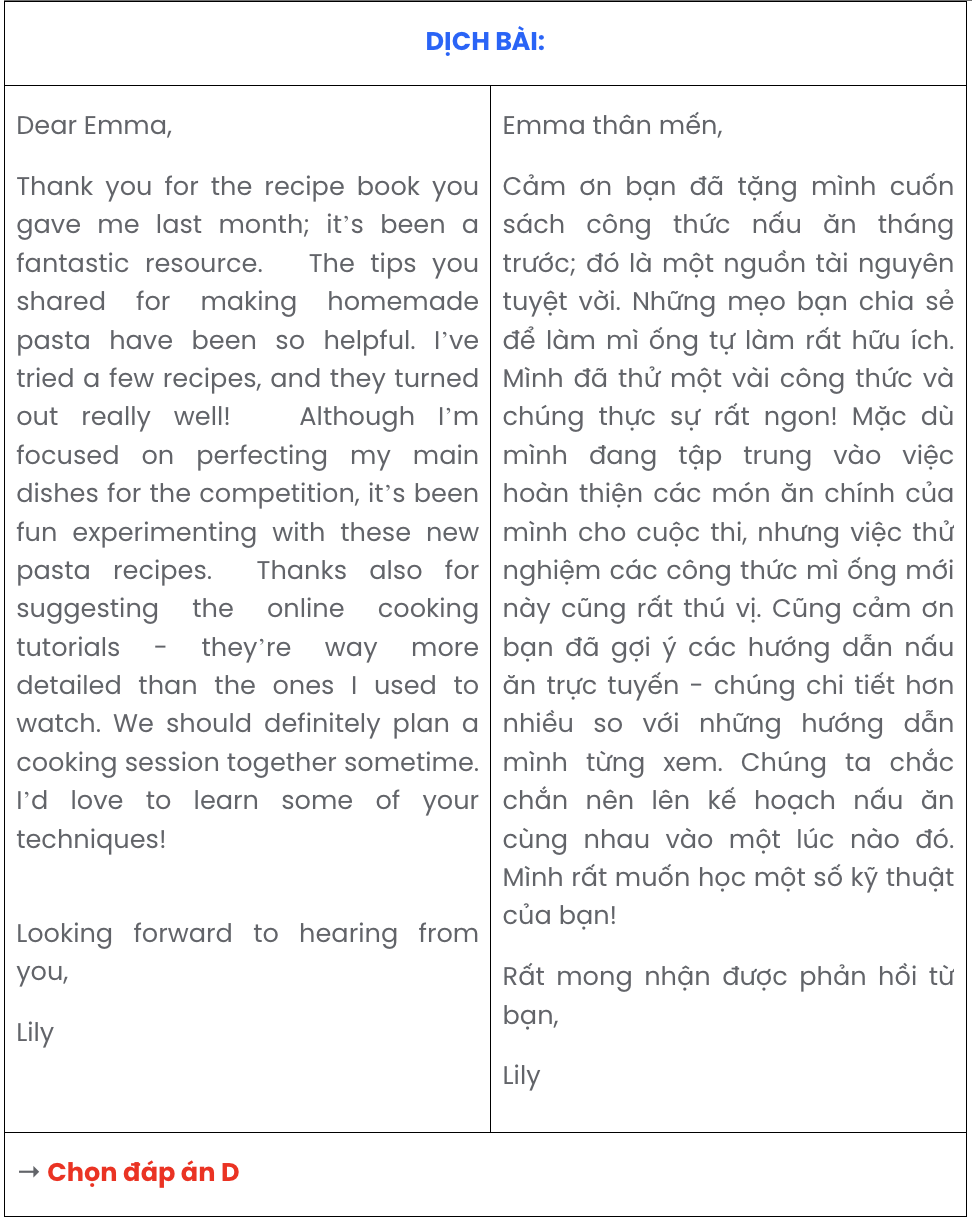 DỊCH BÀI:
Dear Emma,
Thank you for the recipe book you
gave me last month; it’s been a
fantastic resource. The tips you
shared for making homemade
pasta have been so helpful. I’ve
tried a few recipes, and they turned
out really well! Although I’m
focused on perfecting my main
dishes for the competition, it’s been
fun experimenting with these new
pasta recipes. Thanks also for
suggesting the online cooking
tutorials - they’re way more
detailed than the ones I used to
watch. We should definitely plan a
cooking session together sometime.
I’d love to learn some of your
techniques!
Looking forward to hearing from
you,
Lily
Emma thân mến,
Cảm ơn bạn đã tặng mình cuốn
sách công thức nấu ăn tháng
trước; đó là một nguồn tài nguyên
tuyệt vời. Những mẹo bạn chia sẻ
để làm mì ống tự làm rất hữu ích.
Mình đã thử một vài công thức và
chúng thực sự rất ngon! Mặc dù
mình đang tập trung vào việc
hoàn thiện các món ăn chính của
mình cho cuộc thi, nhưng việc thử
nghiệm các công thức mì ống mới
này cũng rất thú vị. Cũng cảm ơn
bạn đã gợi ý các hướng dẫn nấu
ăn trực tuyến - chúng chi tiết hơn
nhiều so với những hướng dẫn
mình từng xem. Chúng ta chắc
chắn nên lên kế hoạch nấu ăn
cùng nhau vào một lúc nào đó.
Mình rất muốn học một số kỹ thuật
của bạn!
Rất mong nhận được phản hồi từ
bạn,
Lily
→ Chọn đáp án D